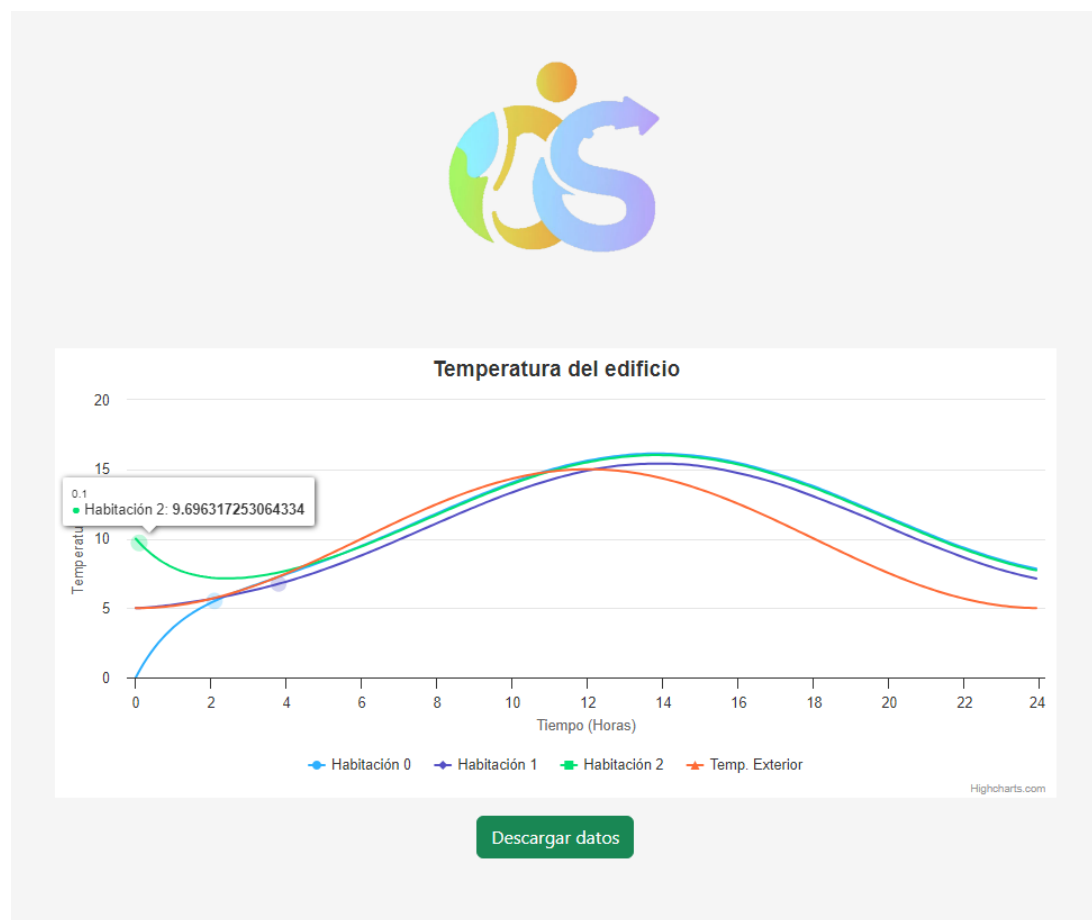 Temperatura del edificio
20
15
10
5
0
Temperatu
0.1
● Habitación 2: 9.696317253064334
0 2 4 6 8 10 12 14 16 18 20 22 24
Tiempo (Horas)
Habitación 0 Habitación 1 Habitación 2 Temp. Exterior
Highcharts.com
Descargar datos